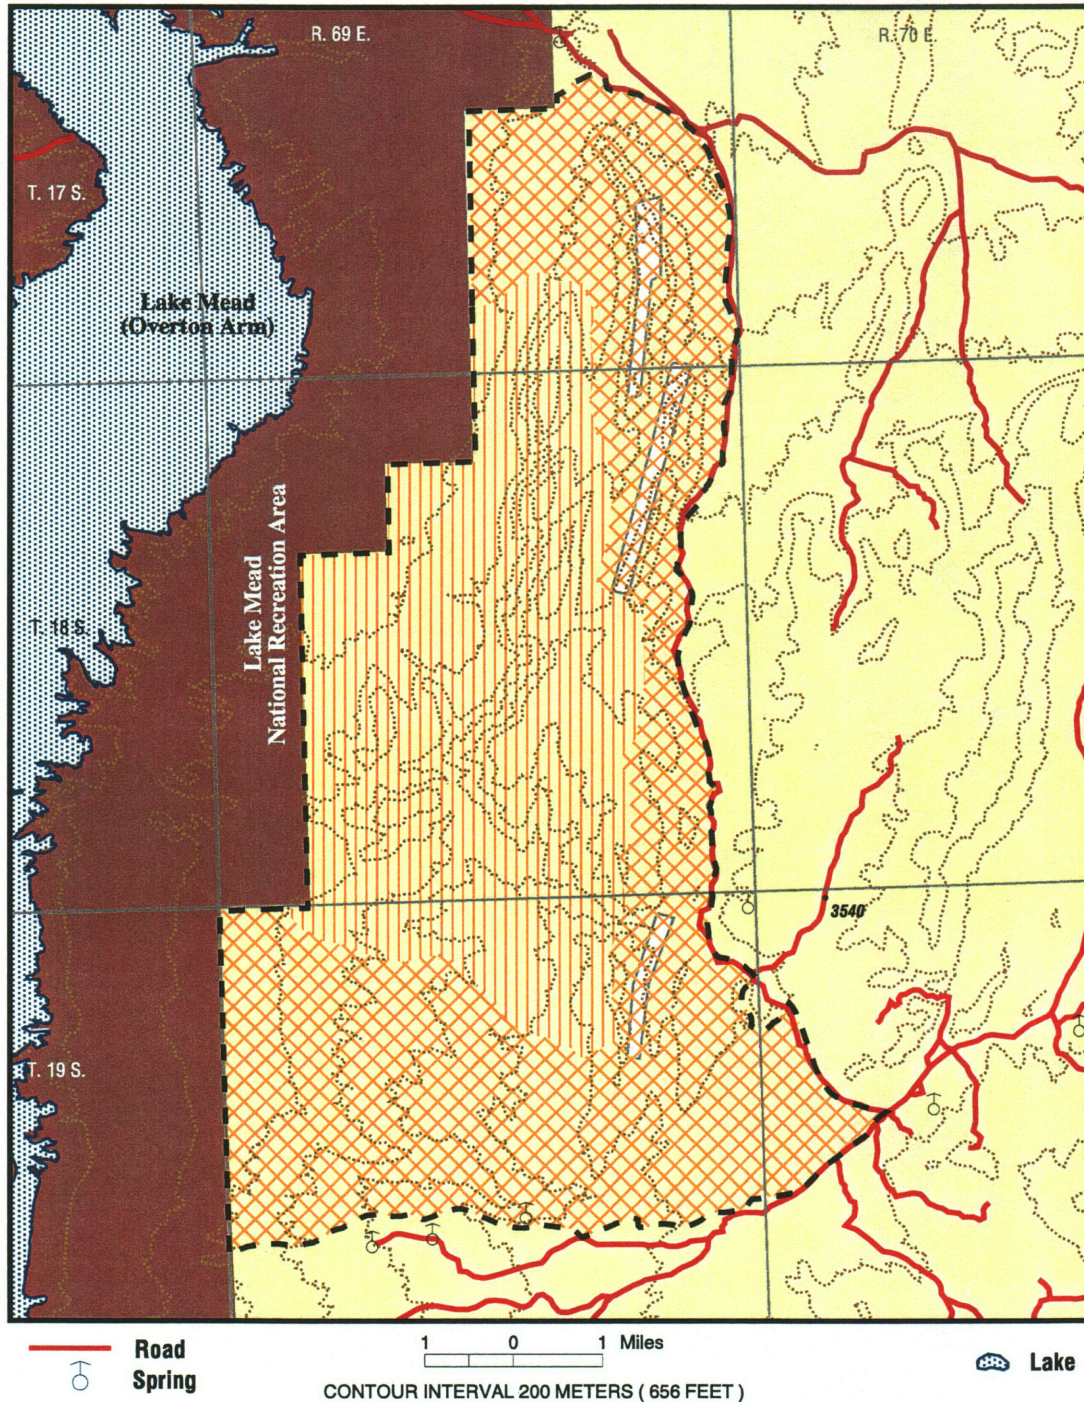 R. 69 E.
R. 70 E.
T. 17 S.
Lake Mead
(Overton Arm)
Lake Mead
National Recreation Area
T. 18 S.
3540
T. 19 S.
Road
Spring
1 0 1 Miles
CONTOUR INTERVAL 200 METERS ( 656 FEET )
Lake